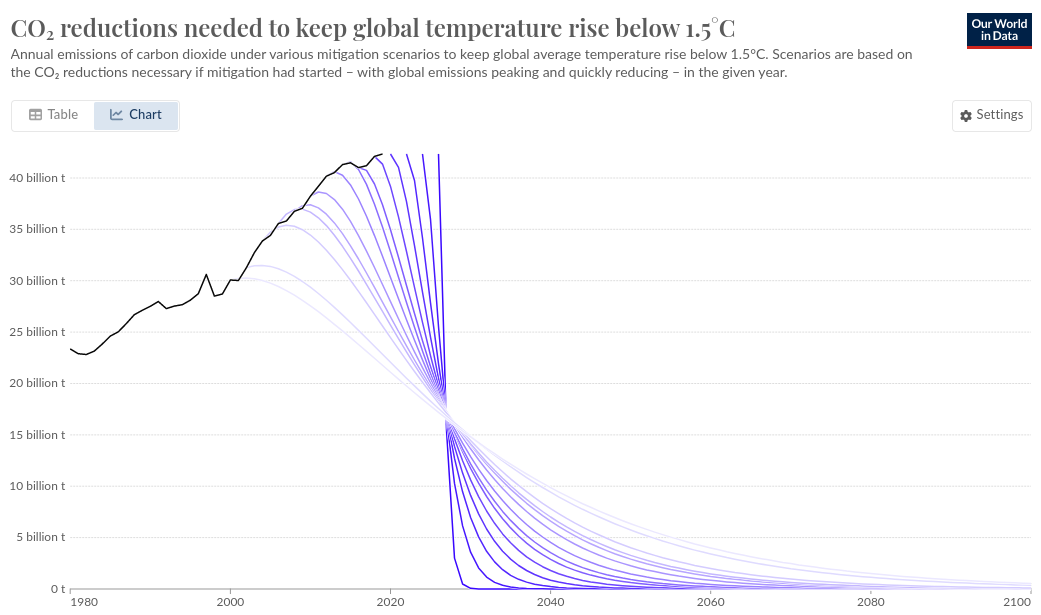 CO₂ reductions needed to keep global temperature rise below 1.5°C
Our World
in Data
Annual emissions of carbon dioxide under various mitigation scenarios to keep global average temperature rise below 1.5°C. Scenarios are based on
the CO₂ reductions necessary if mitigation had started – with global emissions peaking and quickly reducing – in the given year.
Table
Chart
Settings
40 billion t
35 billion t
30 billion t
25 billion t
20 billion t
15 billion t
10 billion t
5 billion t
0 t
1980
2000
2020
2040
2060
2080
2100